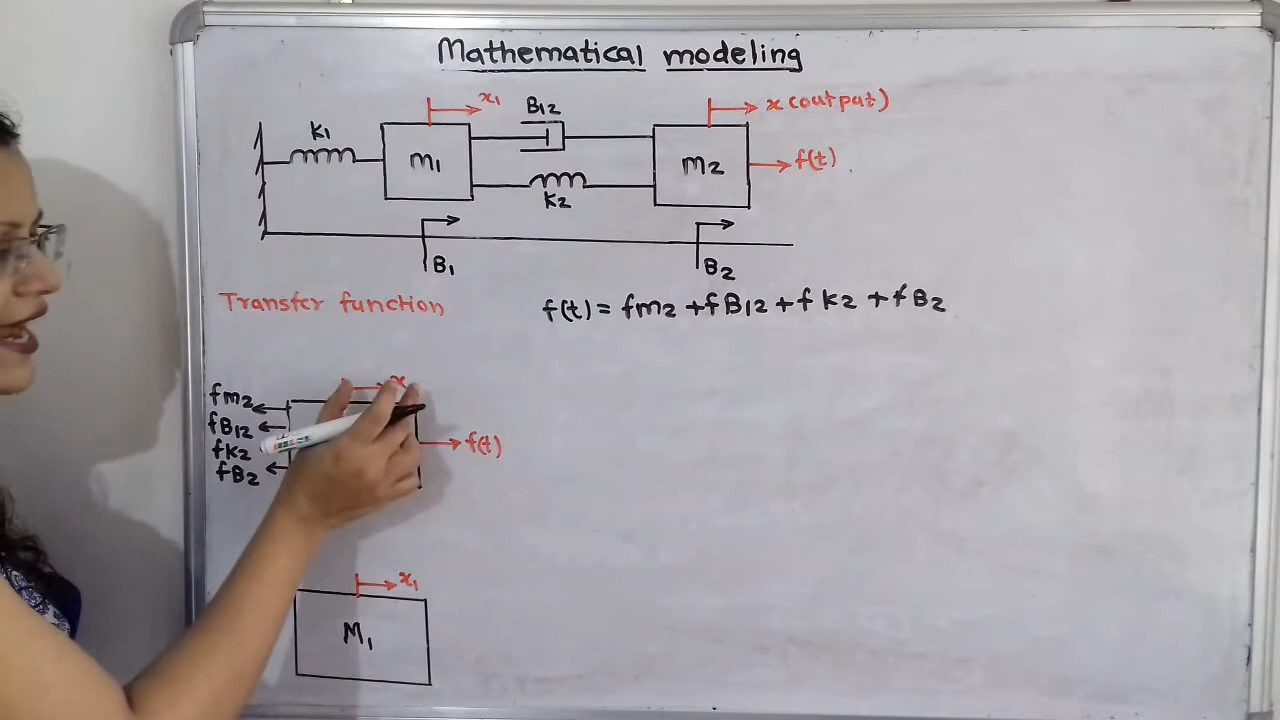 Mathematical modeling
x1
B12
x (output)
K1
M1
M2
f(t)
K2
B1
B2
Transfer function
f(t) = fm2 + fB12 + fK2 + fB2
x
fm2
fB12
fK2
fB2
f(t)
x1
M1